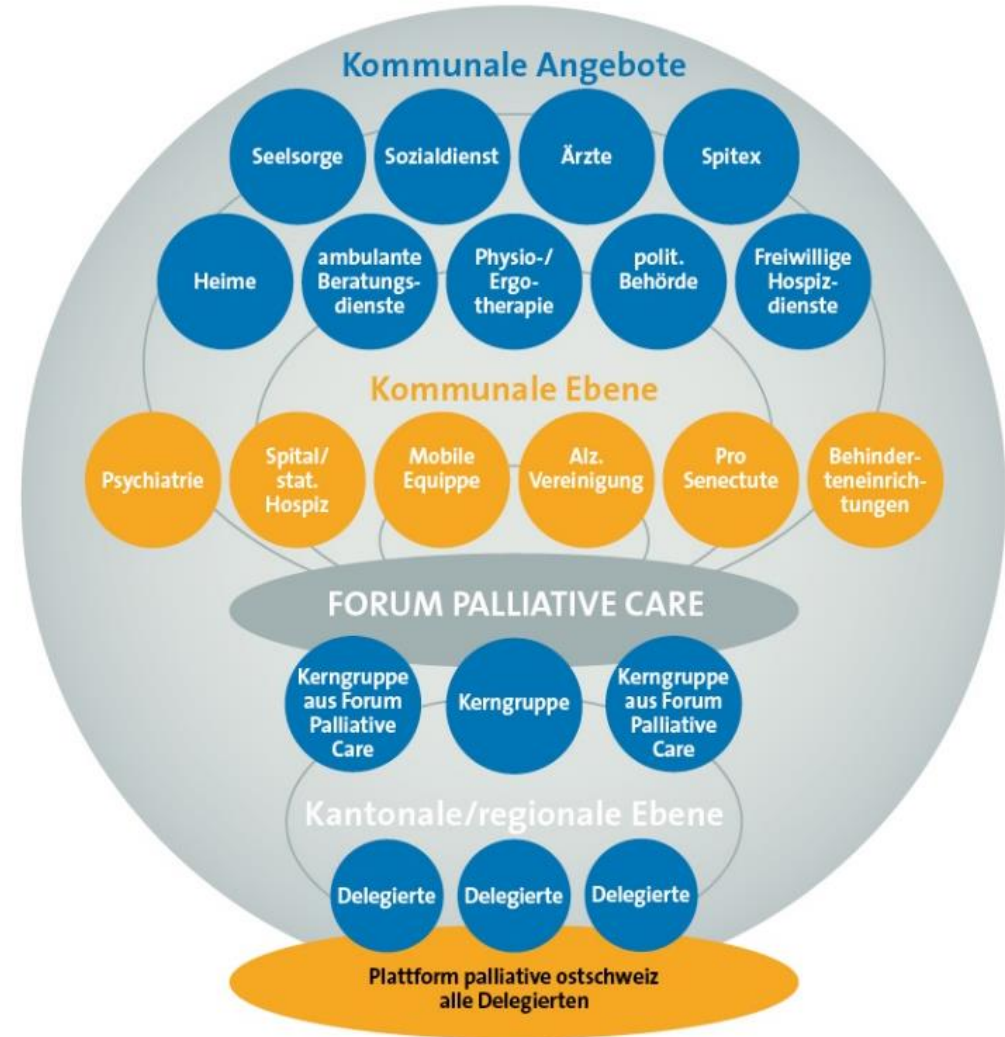 Kommunale Angebote
Seelsorge
Sozialdienst
Ärzte
Spitex
Heime
ambulante
Beratungs-
dienste
Physio-/
Ergo-
therapie
polit.
Behörde
Freiwillige
Hospiz-
dienste
Kommunale Ebene
Psychiatrie
Spital/
stat.
Hospiz
Mobile
Equippe
Alz.
Vereinigung
Pro
Senectute
Behinder-
teneinrich-
tungen
FORUM PALLIATIVE CARE
Kerngruppe
aus Forum
Palliative
Care
Kerngruppe
Kerngruppe
aus Forum
Palliative
Care
Kantonale/regionale Ebene
Delegierte
Delegierte
Delegierte
Plattform palliative ostschweiz
alle Delegierten